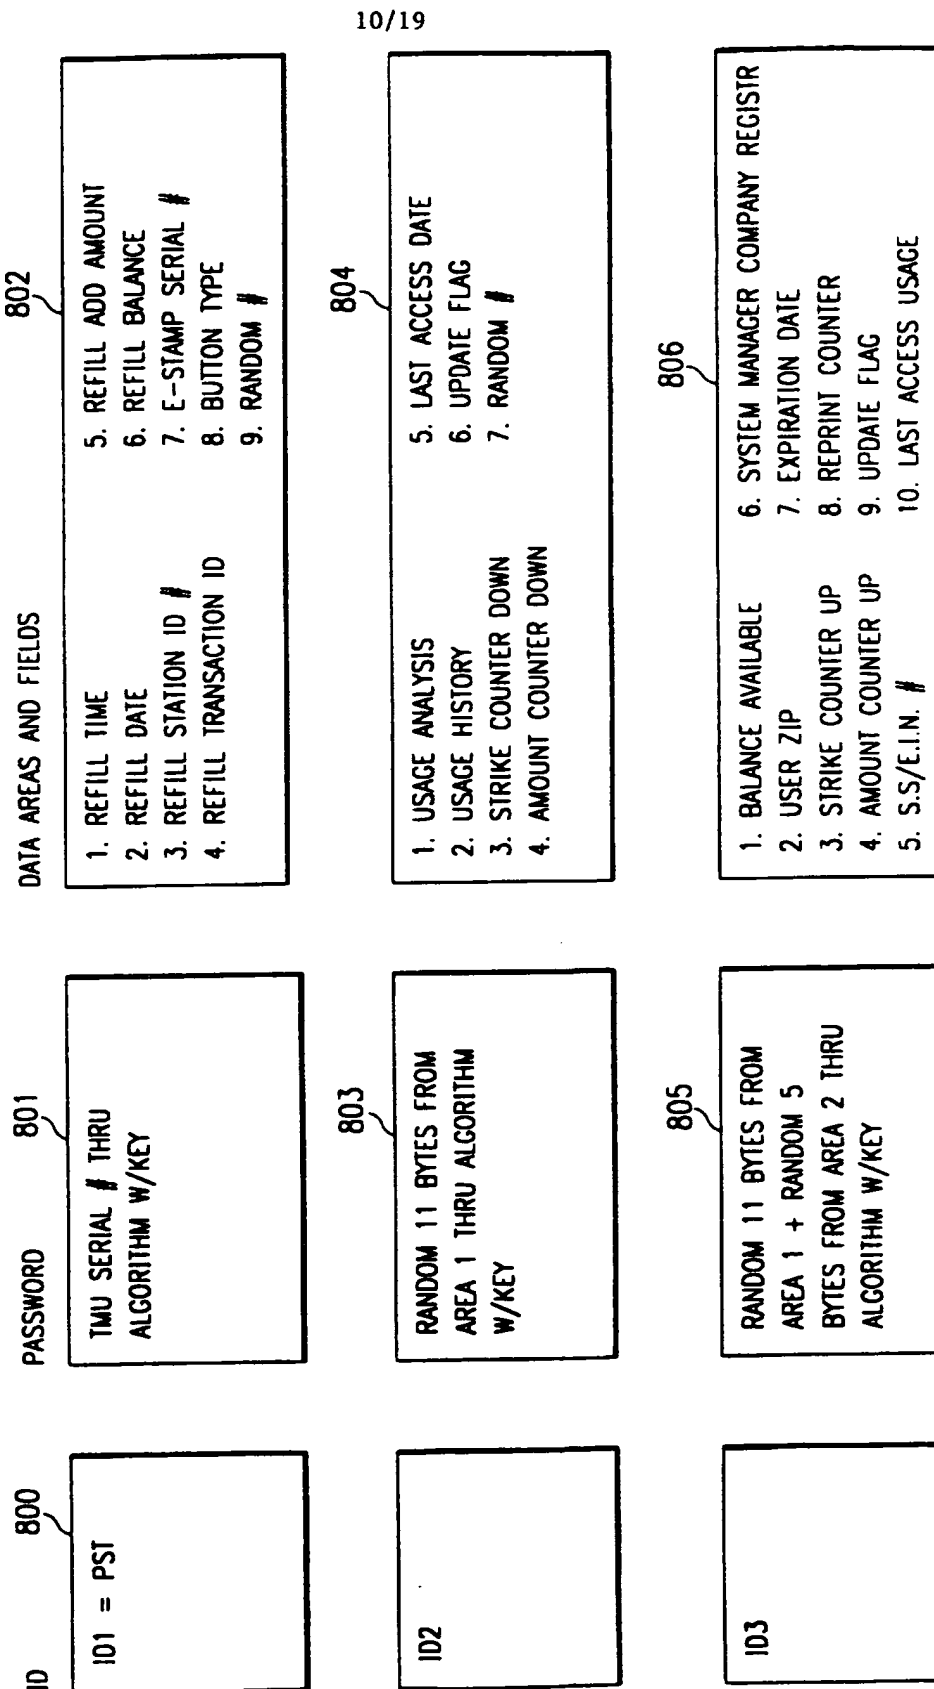 10/19
ID
PASSWORD
DATA AREAS AND FIELDS
800
801
802
ID1 = PST
TMU SERIAL # THRU
ALGORITHM W/KEY
1. REFILL TIME
2. REFILL DATE
3. REFILL STATION ID #
4. REFILL TRANSACTION ID
5. REFILL ADD AMOUNT
6. REFILL BALANCE
7. E-STAMP SERIAL #
8. BUTTON TYPE
9. RANDOM #
803
804
ID2
RANDOM 11 BYTES FROM
AREA 1 THRU ALGORITHM
W/KEY
1. USAGE ANALYSIS
2. USAGE HISTORY
3. STRIKE COUNTER DOWN
4. AMOUNT COUNTER DOWN
5. LAST ACCESS DATE
6. UPDATE FLAG
7. RANDOM #
805
806
ID3
RANDOM 11 BYTES FROM
AREA 1 + RANDOM 5
BYTES FROM AREA 2 THRU
ALGORITHM W/KEY
1. BALANCE AVAILABLE
2. USER ZIP
3. STRIKE COUNTER UP
4. AMOUNT COUNTER UP
5. S.S/E.I.N. #
6. SYSTEM MANAGER COMPANY REGISTR
7. EXPIRATION DATE
8. REPRINT COUNTER
9. UPDATE FLAG
10. LAST ACCESS USAGE